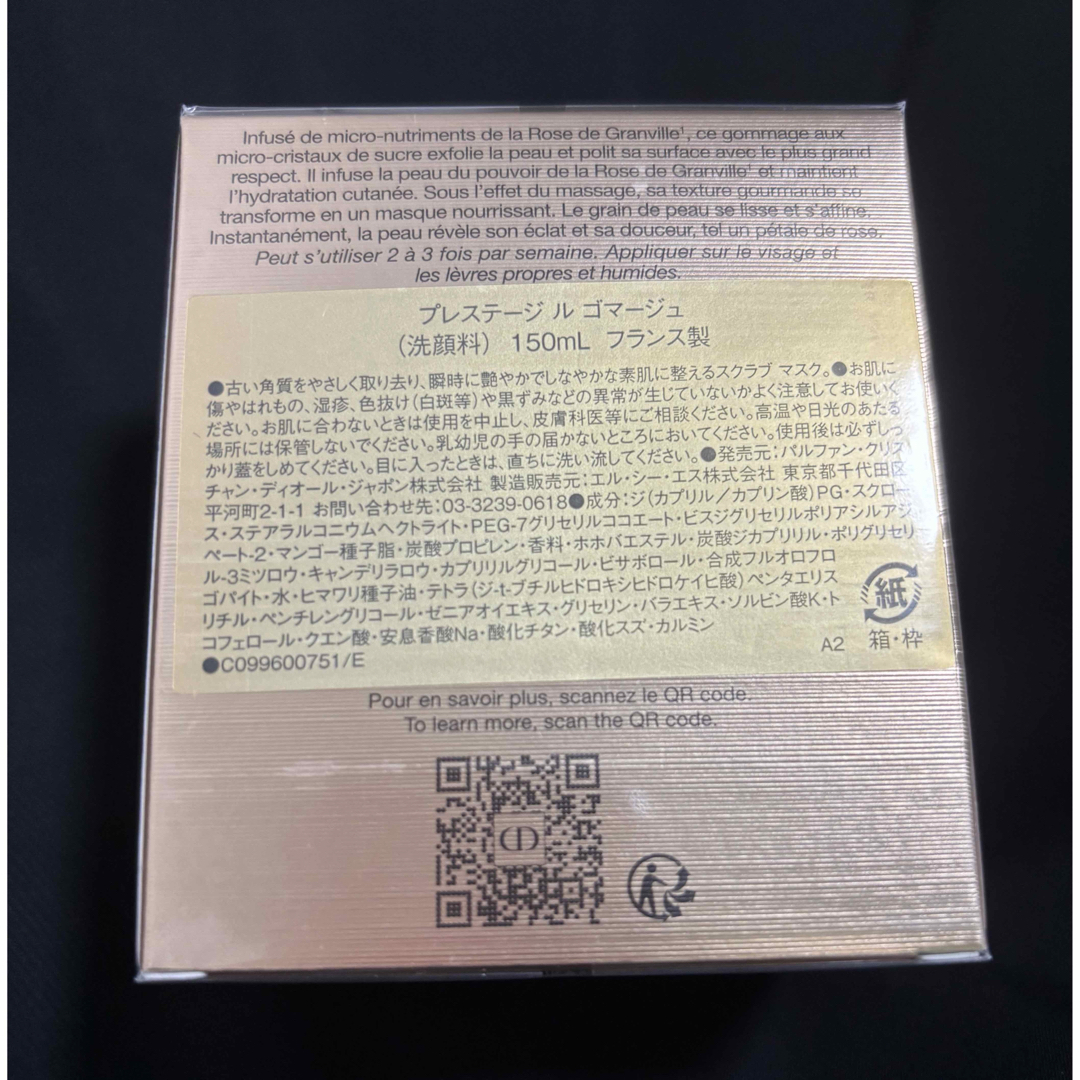 Infusé de micro-nutriments de la Rose de Granville¹, ce gommage aux
micro-cristaux de sucre exfolie la peau et polit sa surface avec le plus grand
respect. Il infuse la peau du pouvoir de la Rose de Granville¹ et maintient
l'hydratation cutanée. Sous l'effet du massage, sa texture gourmande se
transforme en un masque nourrissant. Le grain de peau se lisse et s'affine.
Instantanément, la peau révèle son éclat et sa douceur, tel un pétale de rose.
Peut s'utiliser 2 à 3 fois par semaine. Appliquer sur le visage et
les lèvres propres et humides.
プレステージ ル ゴマージュ
(洗顔料) 150mL フランス製
●古い角質をやさしく取り去り、瞬時に艶やかでしなやかな素肌に整えるスクラブ マスク。●お肌に
傷やはれもの、湿疹、色抜け(白斑等)や黒ずみなどの異常が生じていないかよく注意してお使いく
ださい。お肌に合わないときは使用を中止し、皮膚科医等にご相談ください。高温や日光のあたる
場所には保管しないでください。乳幼児の手の届かないところにおいてください。使用後は必ずしっ
かり蓋をしめてください。目に入ったときは、直ちに洗い流してください。●発売元:パルファン・クリス
チャン・ディオール・ジャポン株式会社 製造販売元:エル・シー・エス株式会社 東京都千代田区
平河町2-1-1 お問い合わせ先:03-3239-0618●成分:ジ(カプリル/カプリン酸)PG・スクロー
ス・ステアラルコニウムヘクトライト・PEG-7グリセリルココエート・ビスジグリセリルポリアシルアジ
ペート-2・マンゴー種子脂・炭酸プロピレン・香料・ホホバエステル・炭酸ジカプリリル・ポリグリセリ
ル-3ミツロウ・キャンデリラロウ・カプリリルグリコール・ビサボロール・合成フルオロフロ
ゴパイト・水・ヒマワリ種子油・テトラ(ジ-t-ブチルヒドロキシヒドロケイヒ酸)ペンタエリス
リチル・ペンチレングリコール・ゼニアオイエキス・グリセリン・バラエキス・ソルビン酸K・ト
コフェロール・クエン酸・安息香酸Na・酸化チタン・酸化スズ・カルミン
●C099600751/E
A2
紙
箱・枠
Pour en savoir plus, scannez le QR code.
To learn more, scan the QR code.
CD